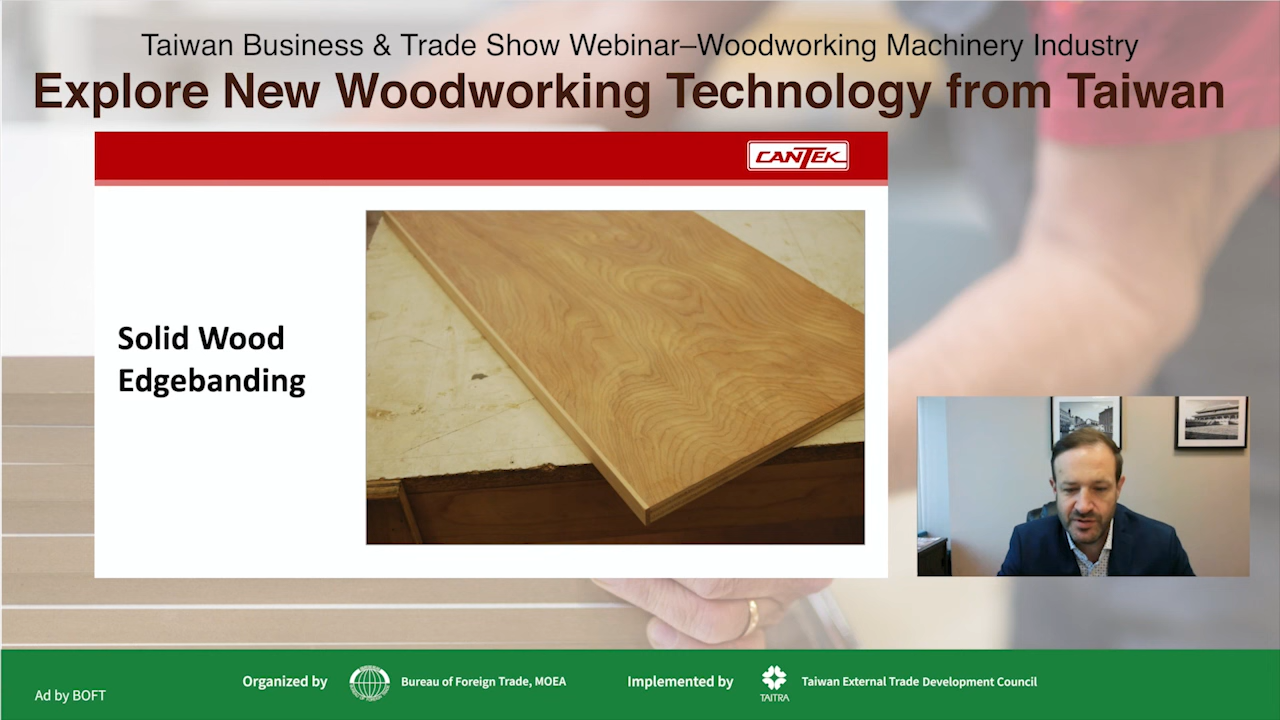 Taiwan Business & Trade Show Webinar–Woodworking Machinery Industry
Explore New Woodworking Technology from Taiwan
CANTEK
Solid Wood
Edgebanding
Ad by BOFT
Organized by
Bureau of Foreign Trade, MOEA
Implemented by
TAITRA
Taiwan External Trade Development Council